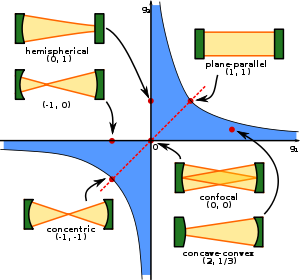 g₂
hemispherical
(0, 1)
plane-parallel
(1, 1)
(-1, 0)
0
g₁
confocal
(0, 0)
concentric
(-1, -1)
concave-convex
(2, 1/3)